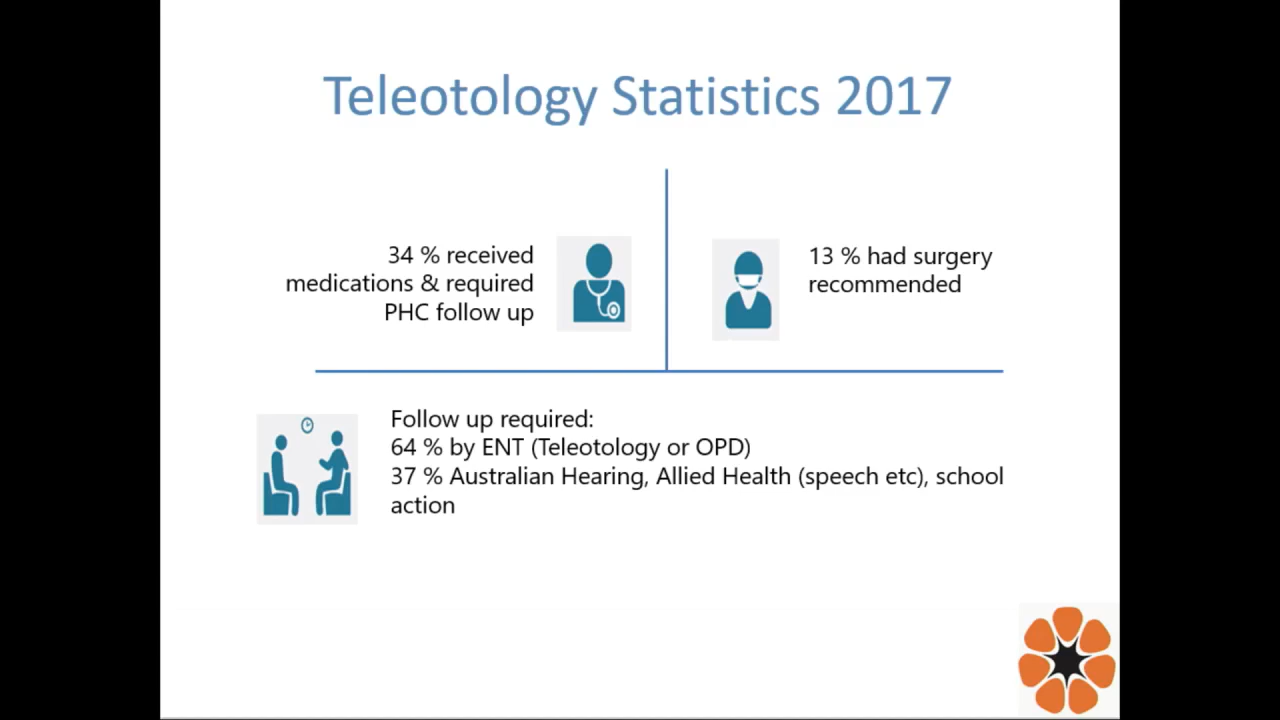 Teleotology Statistics 2017
34 % received
medications & required
PHC follow up
13 % had surgery
recommended
Follow up required:
64 % by ENT (Teleotology or OPD)
37 % Australian Hearing, Allied Health (speech etc), school
action